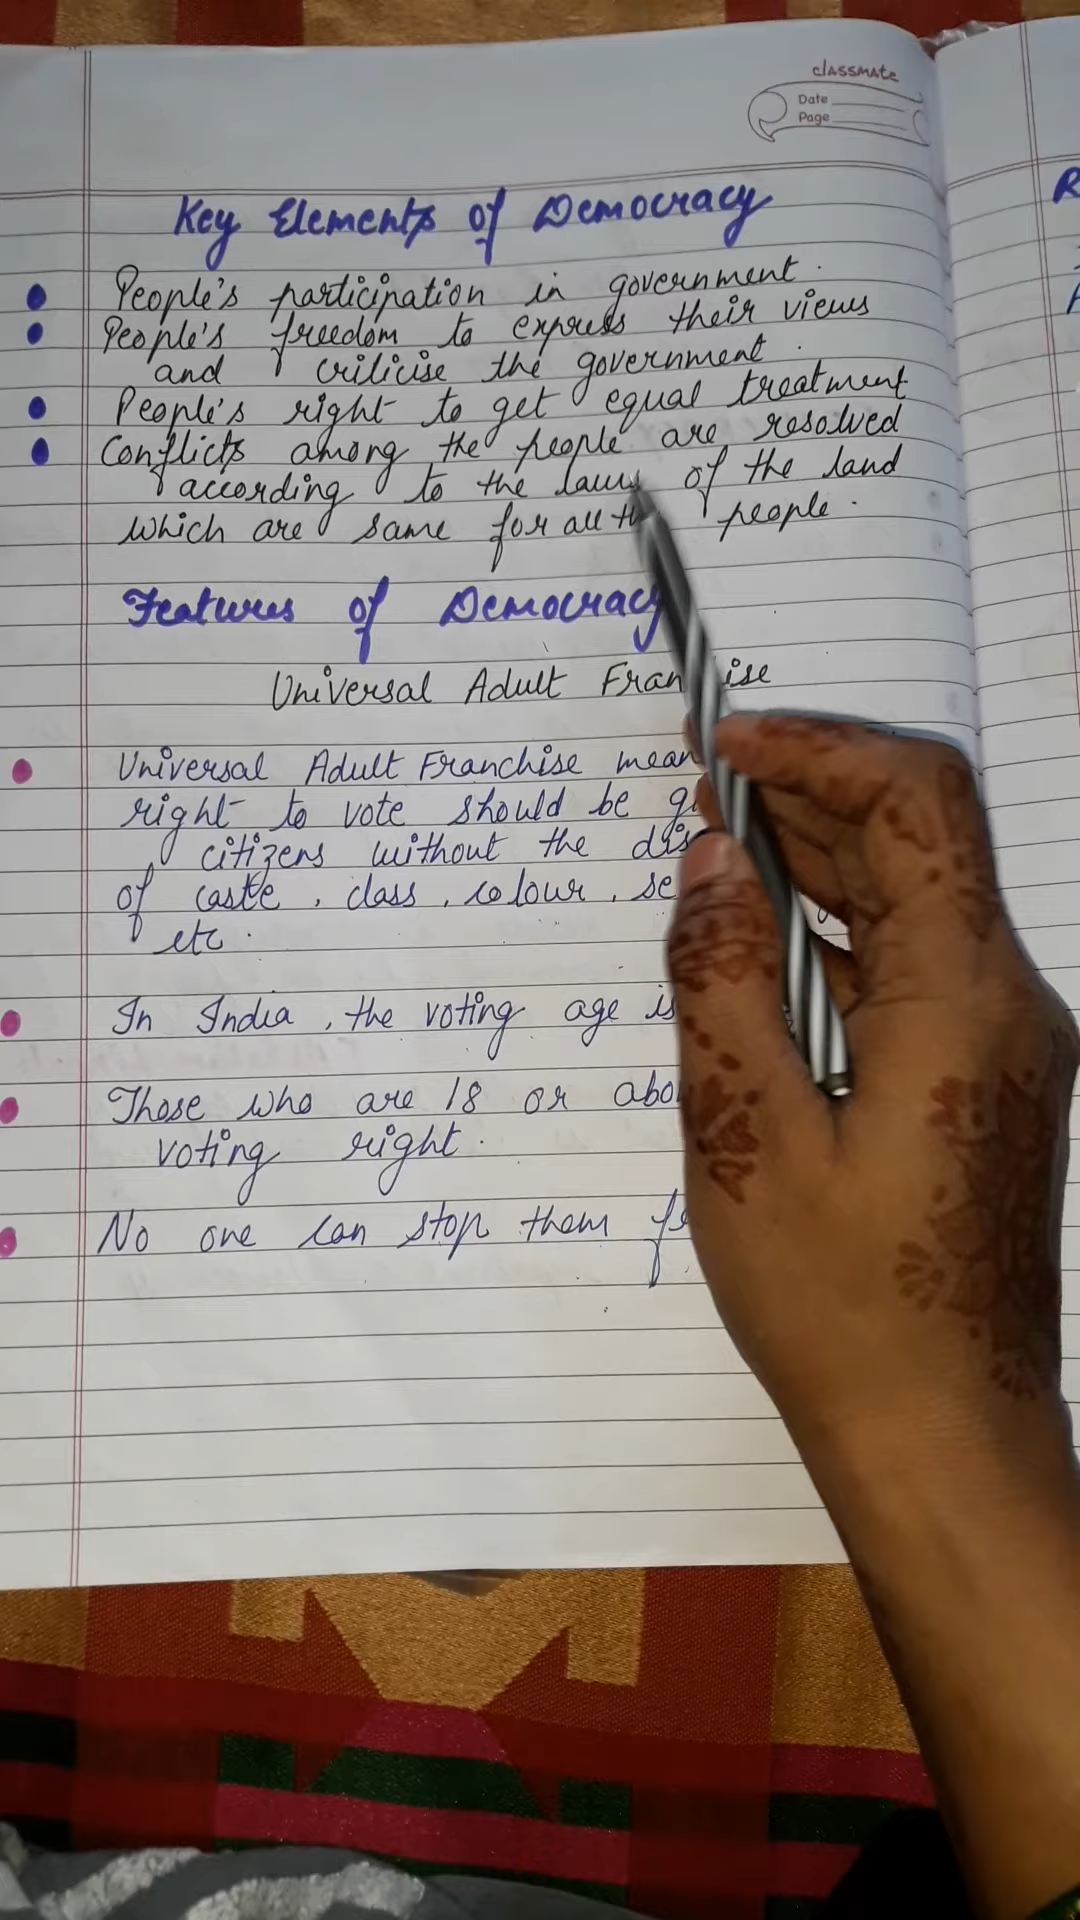 classmate
Date
Page
Key Elements of Democracy
People's participation in government.
People's freedom to express their views
and criticise the government.
People's right to get equal treatment
Conflicts among the people are resolved
according to the laws of the land
which are same for all people.
Features of Democracy
Universal Adult
Universal Adult Franchise
right to vote should be
citizens without the
of caste, class, colour,
etc.
In India, the voting age is
Those who are 18 or
voting right.
No one can stop them